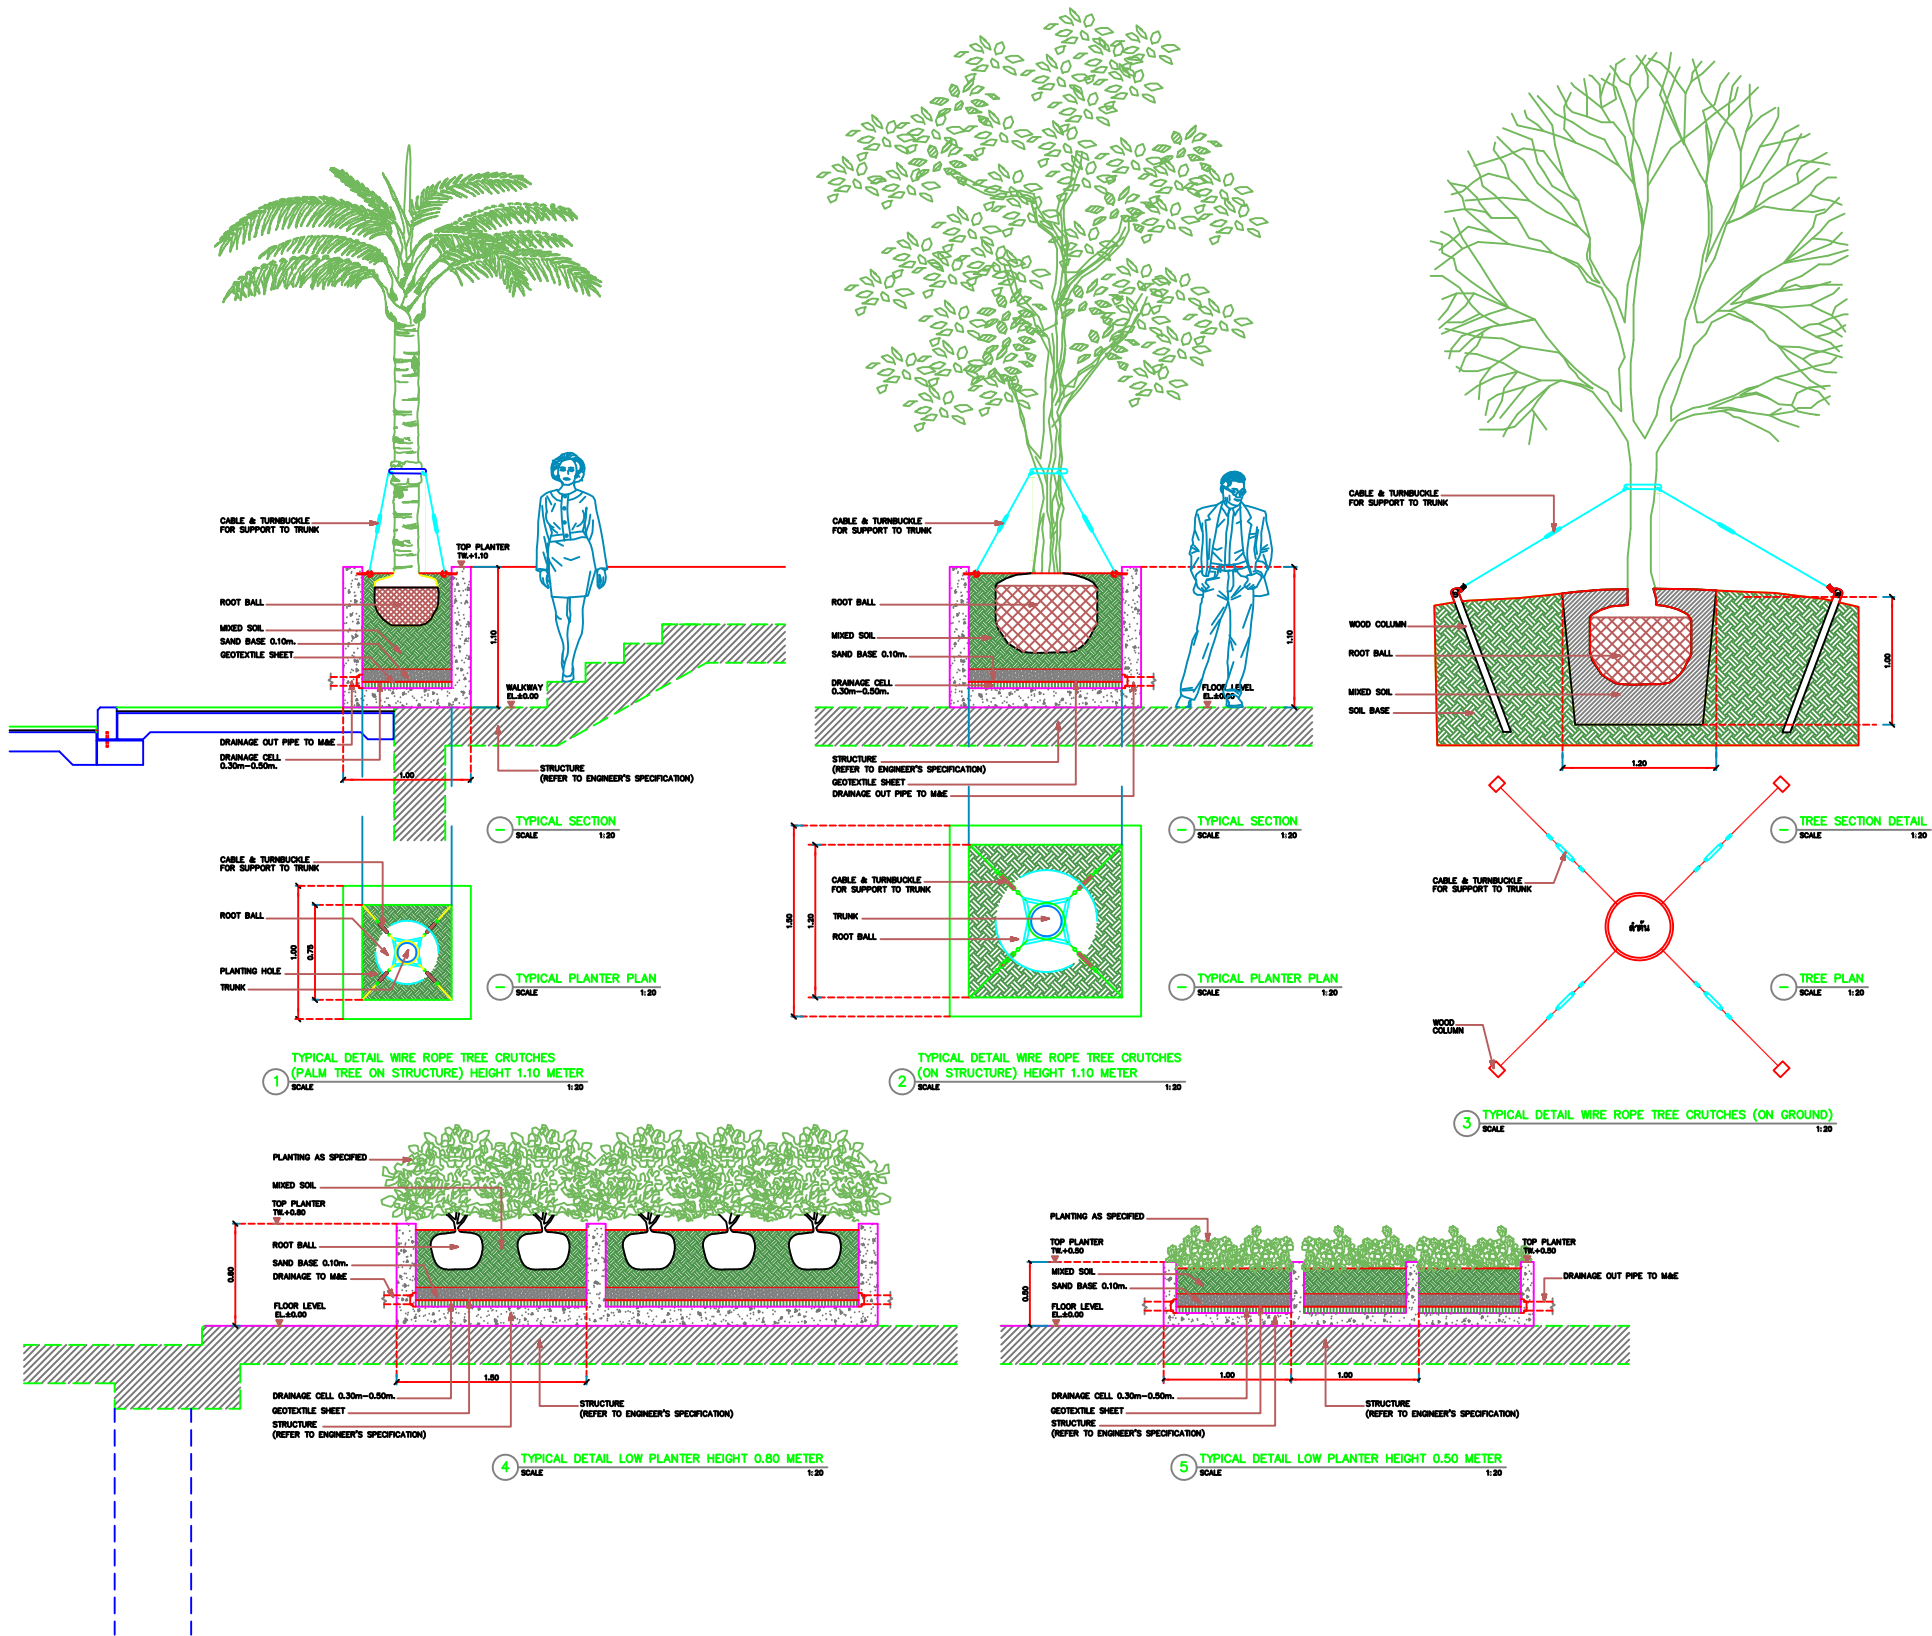 CABLE & TURNBUCKLE
FOR SUPPORT TO TRUNK
TOP PLANTER
TW.+1.10
ROOT BALL
MIXED SOIL
SAND BASE 0.10m.
GEOTEXTILE SHEET
1.10
WALKWAY
EL.±0.00
DRAINAGE OUT PIPE TO M&E
DRAINAGE CELL
0.30m-0.50m.
1.00
STRUCTURE
(REFER TO ENGINEER'S SPECIFICATION)
TYPICAL SECTION
SCALE 1:20
CABLE & TURNBUCKLE
FOR SUPPORT TO TRUNK
ROOT BALL
1.00
0.75
PLANTING HOLE
TRUNK
TYPICAL PLANTER PLAN
SCALE 1:20
1
TYPICAL DETAIL WIRE ROPE TREE CRUTCHES
(PALM TREE ON STRUCTURE) HEIGHT 1.10 METER
SCALE 1:20
CABLE & TURNBUCKLE
FOR SUPPORT TO TRUNK
ROOT BALL
MIXED SOIL
SAND BASE 0.10m.
1.10
DRAINAGE CELL
0.30m-0.50m.
FLOOR LEVEL
EL.±0.00
STRUCTURE
(REFER TO ENGINEER'S SPECIFICATION)
GEOTEXTILE SHEET
DRAINAGE OUT PIPE TO M&E
TYPICAL SECTION
SCALE 1:20
CABLE & TURNBUCKLE
FOR SUPPORT TO TRUNK
1.50
1.20
TRUNK
ROOT BALL
TYPICAL PLANTER PLAN
SCALE 1:20
2
TYPICAL DETAIL WIRE ROPE TREE CRUTCHES
(ON STRUCTURE) HEIGHT 1.10 METER
SCALE 1:20
CABLE & TURNBUCKLE
FOR SUPPORT TO TRUNK
WOOD COLUMN
ROOT BALL
1.00
MIXED SOIL
SOIL BASE
1.20
TREE SECTION DETAIL
SCALE 1:20
CABLE & TURNBUCKLE
FOR SUPPORT TO TRUNK
ลำต้น
TREE PLAN
SCALE 1:20
WOOD
COLUMN
3
TYPICAL DETAIL WIRE ROPE TREE CRUTCHES (ON GROUND)
SCALE 1:20
PLANTING AS SPECIFIED
MIXED SOIL
TOP PLANTER
TW.+0.80
ROOT BALL
SAND BASE 0.10m.
DRAINAGE TO M&E
0.80
FLOOR LEVEL
EL.±0.00
1.50
DRAINAGE CELL 0.30m-0.50m.
GEOTEXTILE SHEET
STRUCTURE
(REFER TO ENGINEER'S SPECIFICATION)
STRUCTURE
(REFER TO ENGINEER'S SPECIFICATION)
4
TYPICAL DETAIL LOW PLANTER HEIGHT 0.80 METER
SCALE 1:20
PLANTING AS SPECIFIED
TOP PLANTER
TW.+0.50
TOP PLANTER
TW.+0.50
MIXED SOIL
SAND BASE 0.10m.
DRAINAGE OUT PIPE TO M&E
0.50
FLOOR LEVEL
EL.±0.00
1.00
1.00
DRAINAGE CELL 0.30m-0.50m.
GEOTEXTILE SHEET
STRUCTURE
(REFER TO ENGINEER'S SPECIFICATION)
STRUCTURE
(REFER TO ENGINEER'S SPECIFICATION)
5
TYPICAL DETAIL LOW PLANTER HEIGHT 0.50 METER
SCALE 1:20